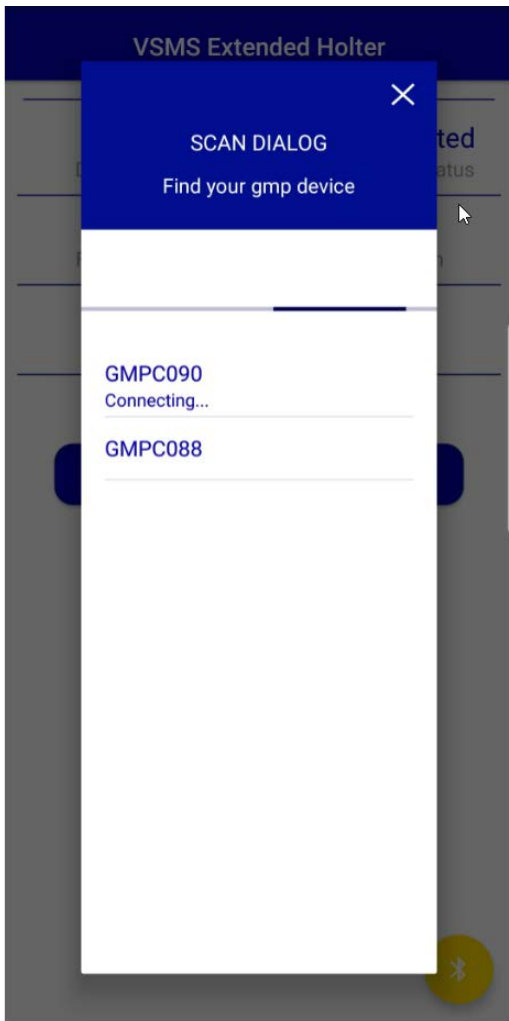 VSMS Extended Holter
SCAN DIALOG
Find your gmp device
GMPC090
Connecting...
GMPC088